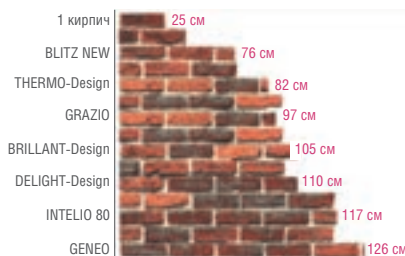 1 кирпич 25 см
BLITZ NEW 76 см
THERMO-Design 82 см
GRAZIO 97 см
BRILLANT-Design 105 см
DELIGHT-Design 110 см
INTELIO 80 117 см
GENEO 126 см